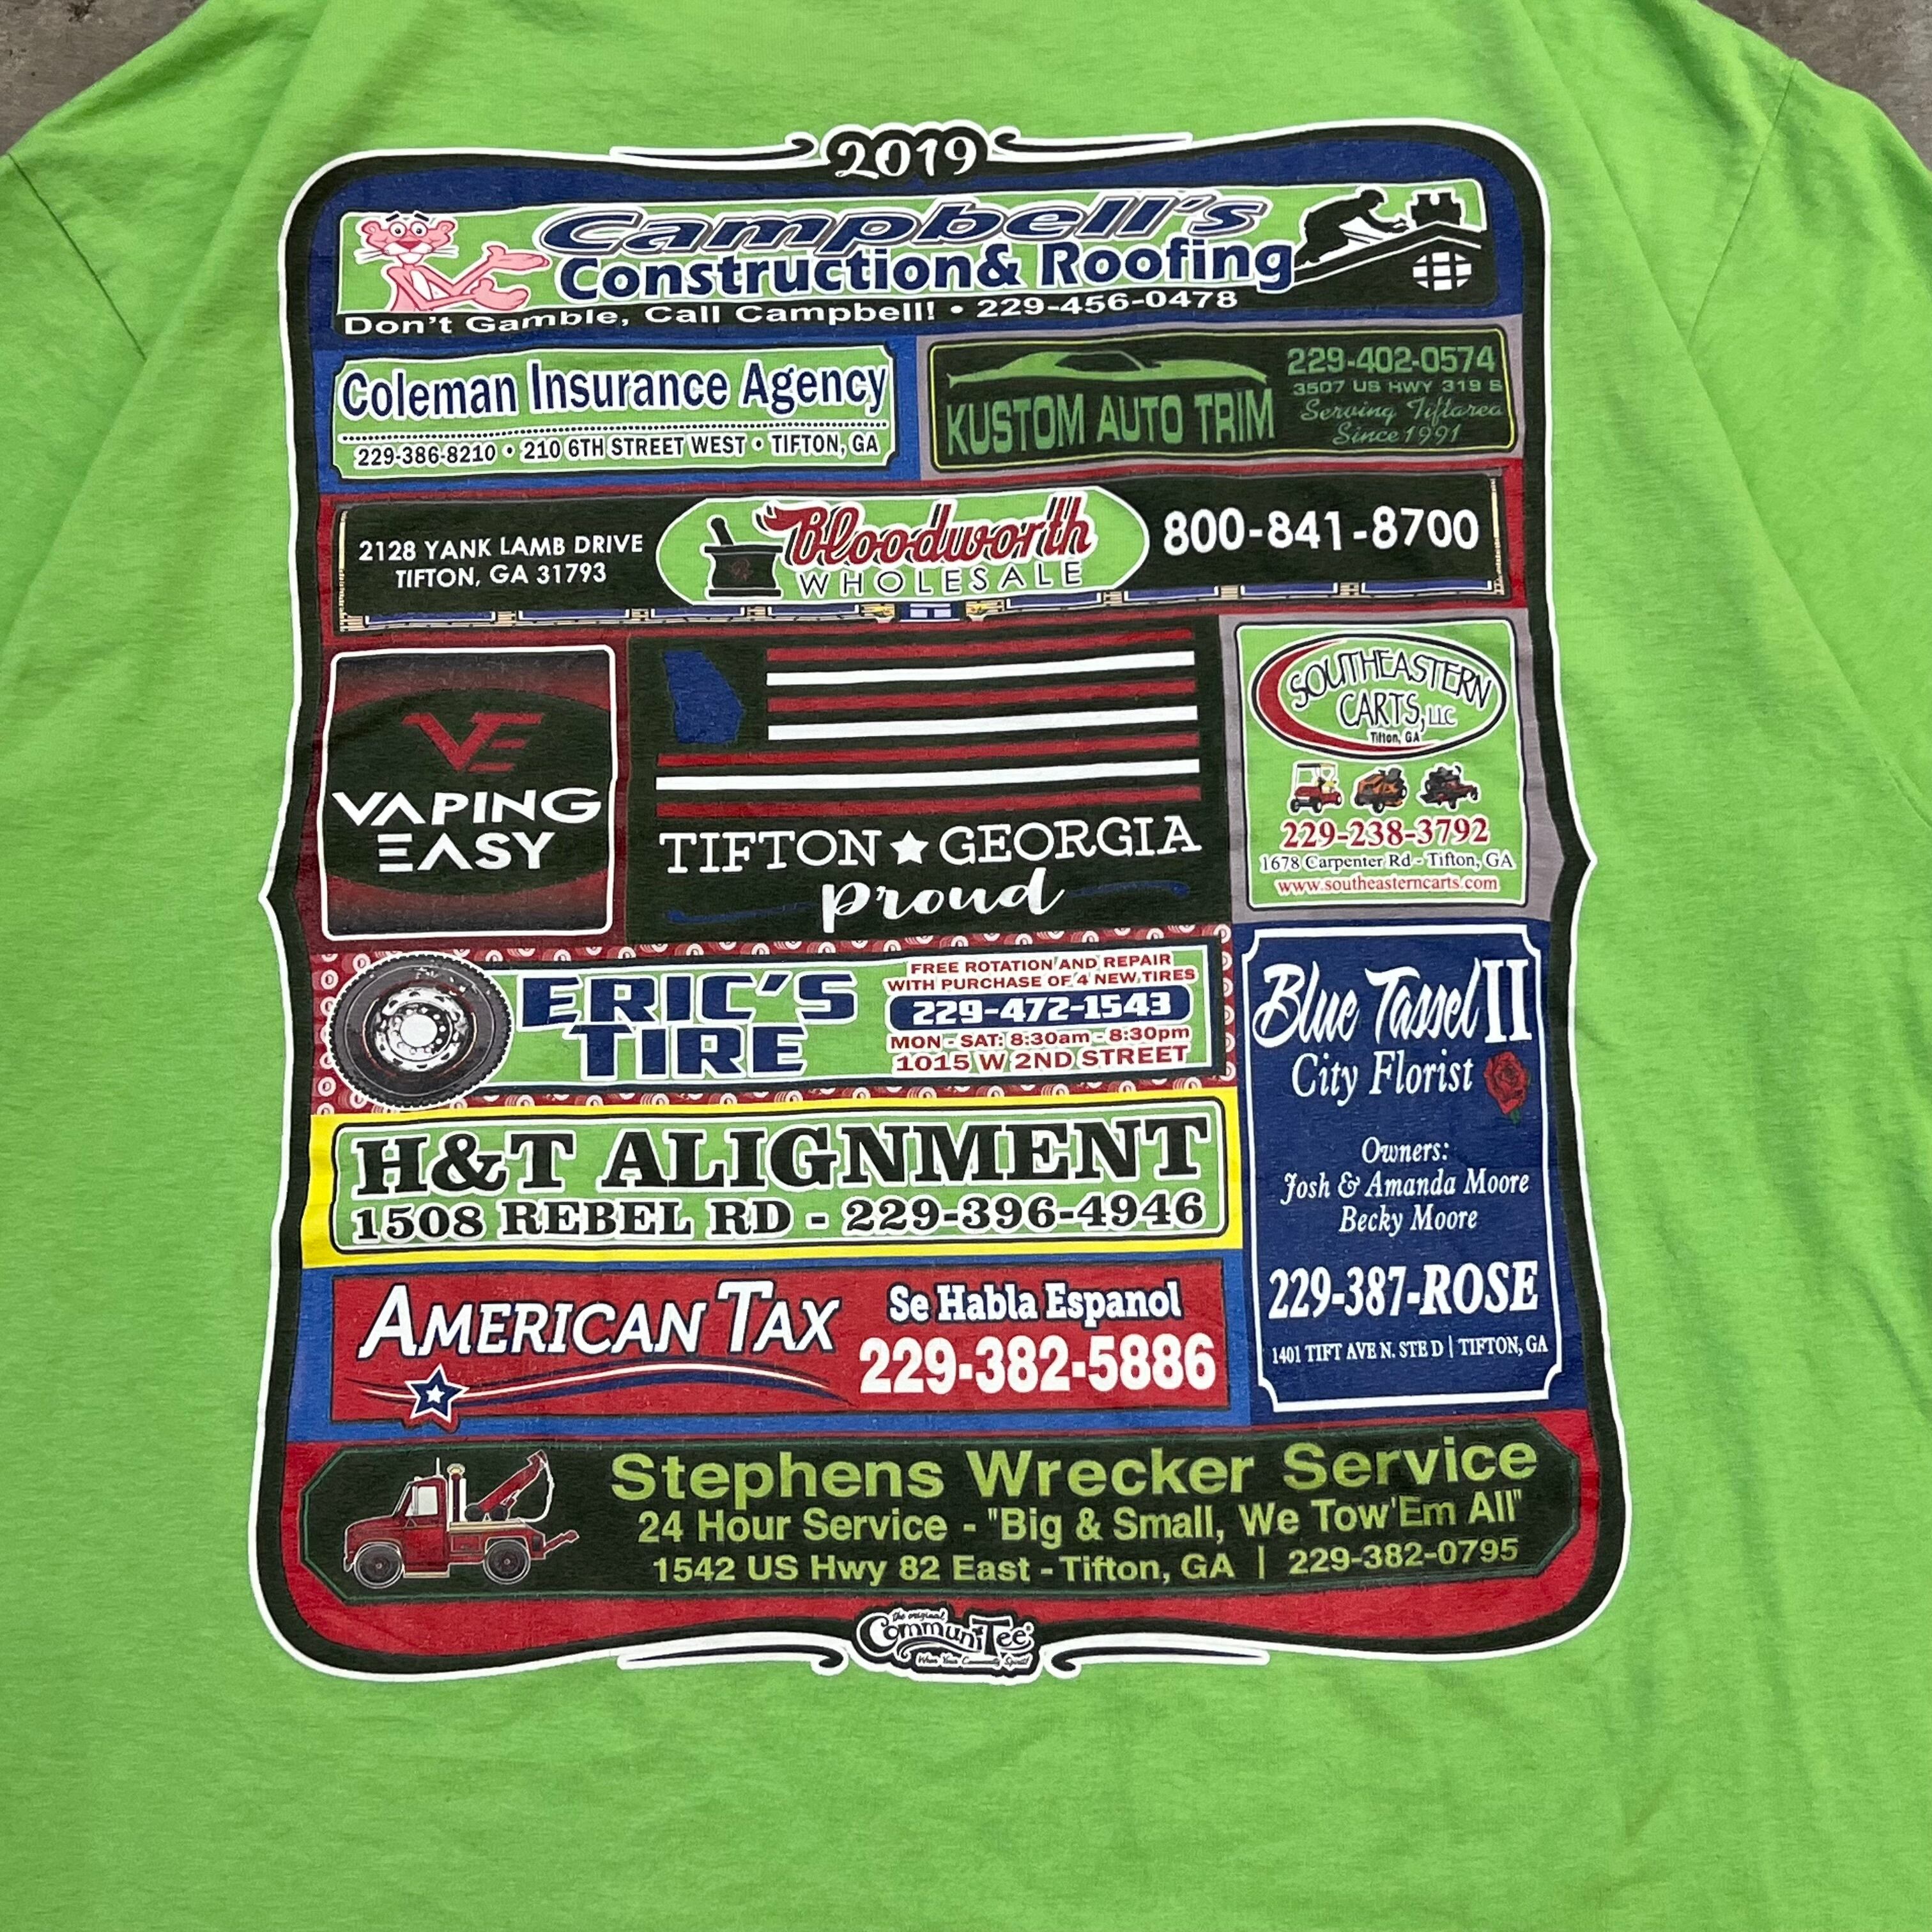 2019
Campbell's
Construction & Roofing
Don't Gamble, Call Campbell! • 229-456-0478
Coleman Insurance Agency
229-386-8210 • 210 6TH STREET WEST • TIFTON, GA
KUSTOM AUTO TRIM
229-402-0574
3507 US HWY 319 S
Serving Tiftarea
Since 1991
2128 YANK LAMB DRIVE
TIFTON, GA 31793
Bloodworth
WHOLESALE
800-841-8700
VE
VAPING
EASY
TIFTON ★ GEORGIA
Proud
SOUTHEASTERN
CARTS, LLC
Tifton, GA
229-238-3792
1678 Carpenter Rd - Tifton, GA
www.southeasterncarts.com
ERIC'S
TIRE
FREE ROTATION AND REPAIR
WITH PURCHASE OF 4 NEW TIRES
229-472-1543
MON - SAT: 8:30am - 8:30pm
1015 W 2ND STREET
Blue Tassel II
City Florist
Owners:
Josh & Amanda Moore
Becky Moore
229-387-ROSE
1401 TIFT AVE N. STE D | TIFTON, GA
H&T ALIGNMENT
1508 REBEL RD - 229-396-4946
AMERICAN TAX
Se Habla Espanol
229-382-5886
Stephens Wrecker Service
24 Hour Service - "Big & Small, We Tow 'Em All"
1542 US Hwy 82 East - Tifton, GA | 229-382-0795
the original
CommuniTee
Wear Your Community Spirit!